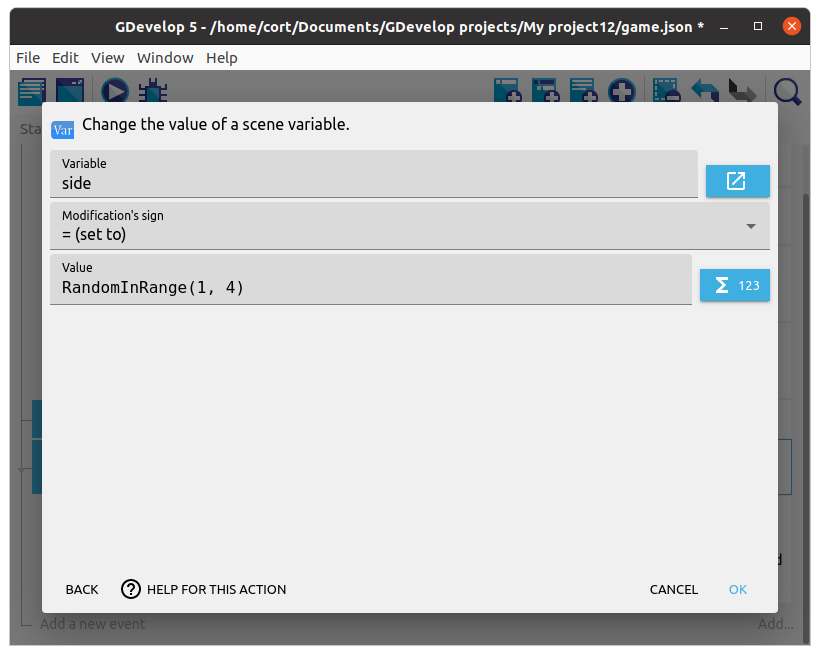 GDevelop 5 - /home/cort/Documents/GDevelop projects/My project12/game.json *
File Edit View Window Help
Sta
Var Change the value of a scene variable.
Variable
side
Modification's sign
= (set to)
Value
RandomInRange(1, 4)
Σ 123
BACK ? HELP FOR THIS ACTION CANCEL OK
Add a new event Add...